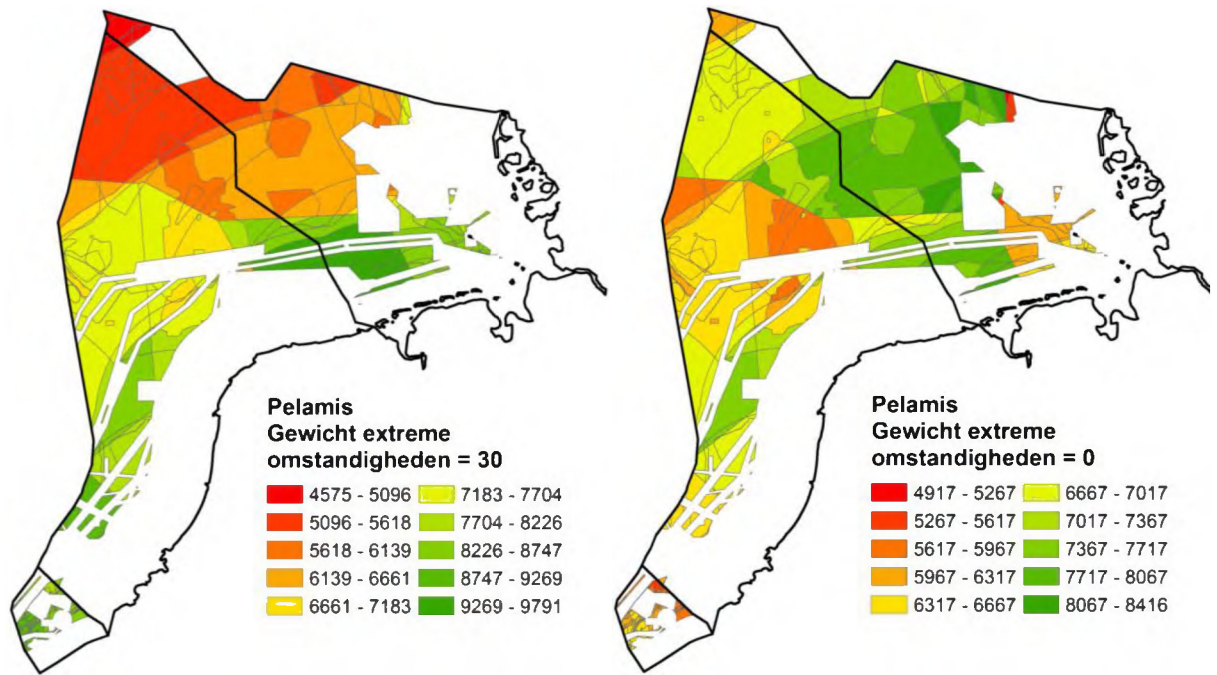 Pelamis
Gewicht extreme
omstandigheden = 30
4575 - 5096 7183 - 7704
5096 - 5618 7704 - 8226
5618 - 6139 8226 - 8747
6139 - 6661 8747 - 9269
6661 - 7183 9269 - 9791
Pelamis
Gewicht extreme
omstandigheden = 0
4917 - 5267 6667 - 7017
5267 - 5617 7017 - 7367
5617 - 5967 7367 - 7717
5967 - 6317 7717 - 8067
6317 - 6667 8067 - 8416